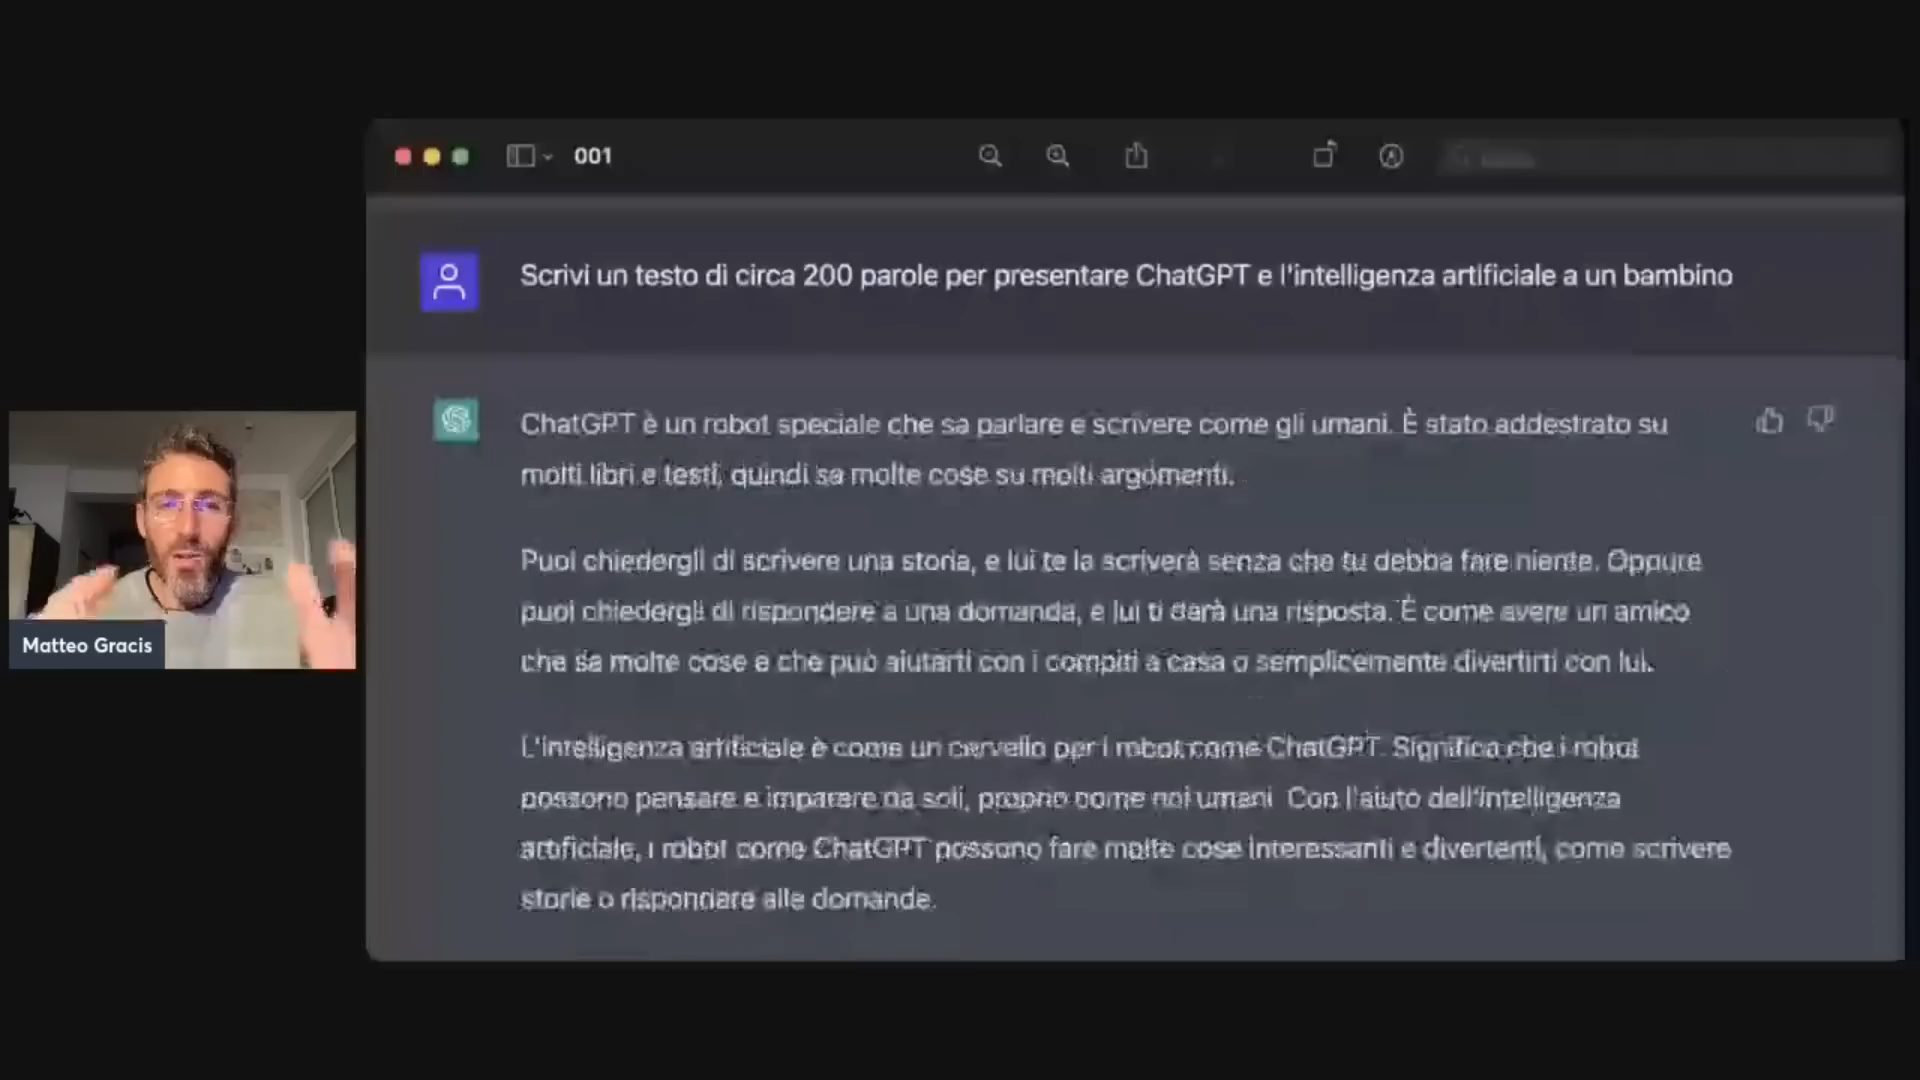 001
Scrivi un testo di circa 200 parole per presentare ChatGPT e l'intelligenza artificiale a un bambino
ChatGPT è un robot speciale che sa parlare e scrivere come gli umani. È stato addestrato su
molti libri e testi, quindi sa molte cose su molti argomenti.
Puoi chiedergli di scrivere una storia, e lui te la scriverà senza che tu debba fare niente. Oppure
puoi chiedergli di rispondere a una domanda, e lui ti darà una risposta. È come avere un amico
che sa molte cose e che può aiutarti con i compiti a casa o semplicemente divertirti con lui.
Matteo Gracis
L'intelligenza artificiale è come un cervello per i robot come ChatGPT. Significa che i robot
possono pensare e imparare da soli, proprio come noi umani. Con l'aiuto dell'intelligenza
artificiale, i robot come ChatGPT possono fare molte cose interessanti e divertenti, come scrivere
storie o rispondere alle domande.